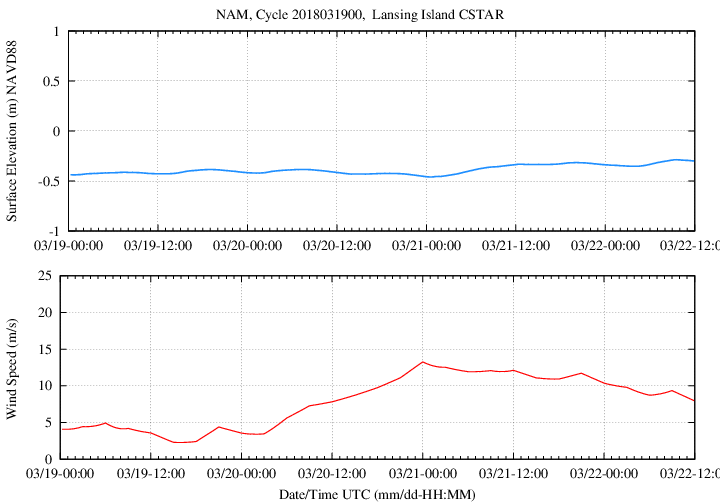 NAM, Cycle 2018031900,  Lansing Island CSTAR
Surface Elevation (m) NAVD88
1
0.5
0
-0.5
-1
03/19-00:00 03/19-12:00 03/20-00:00 03/20-12:00 03/21-00:00 03/21-12:00 03/22-00:00 03/22-12:0
Wind Speed (m/s)
25
20
15
10
5
0
03/19-00:00 03/19-12:00 03/20-00:00 03/20-12:00 03/21-00:00 03/21-12:00 03/22-00:00 03/22-12:0
Date/Time UTC (mm/dd-HH:MM)